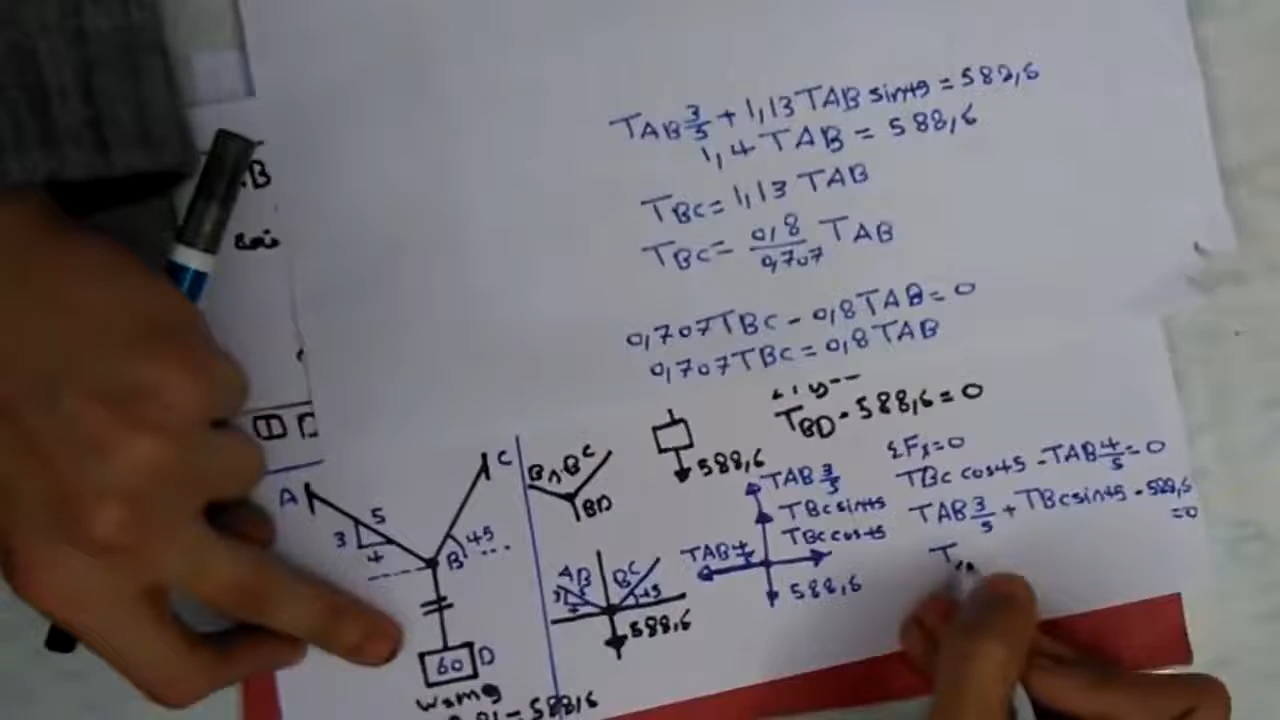 TAB 3/5 + 1,13 TAB sin45 = 588,6
1,4 TAB = 588,6
TBC = 1,13 TAB
TBC = 0,8/0,707 TAB
0,707 TBC - 0,8 TAB = 0
0,707 TBC = 0,8 TAB
TBD - 588,6 = 0
588,6
ΣFx=0
TBC cos45 - TAB 4/5 = 0
TAB 3/5 + TBC sin45 - 588,6
=0
T
TAB 3/5
TBC sin45
TBC cos45
TAB 4/5
588,6
BC
BD
AB
BC
45
588,6
A
C
5
3
4
45
B
60
D
W=mg
= 588,6
B